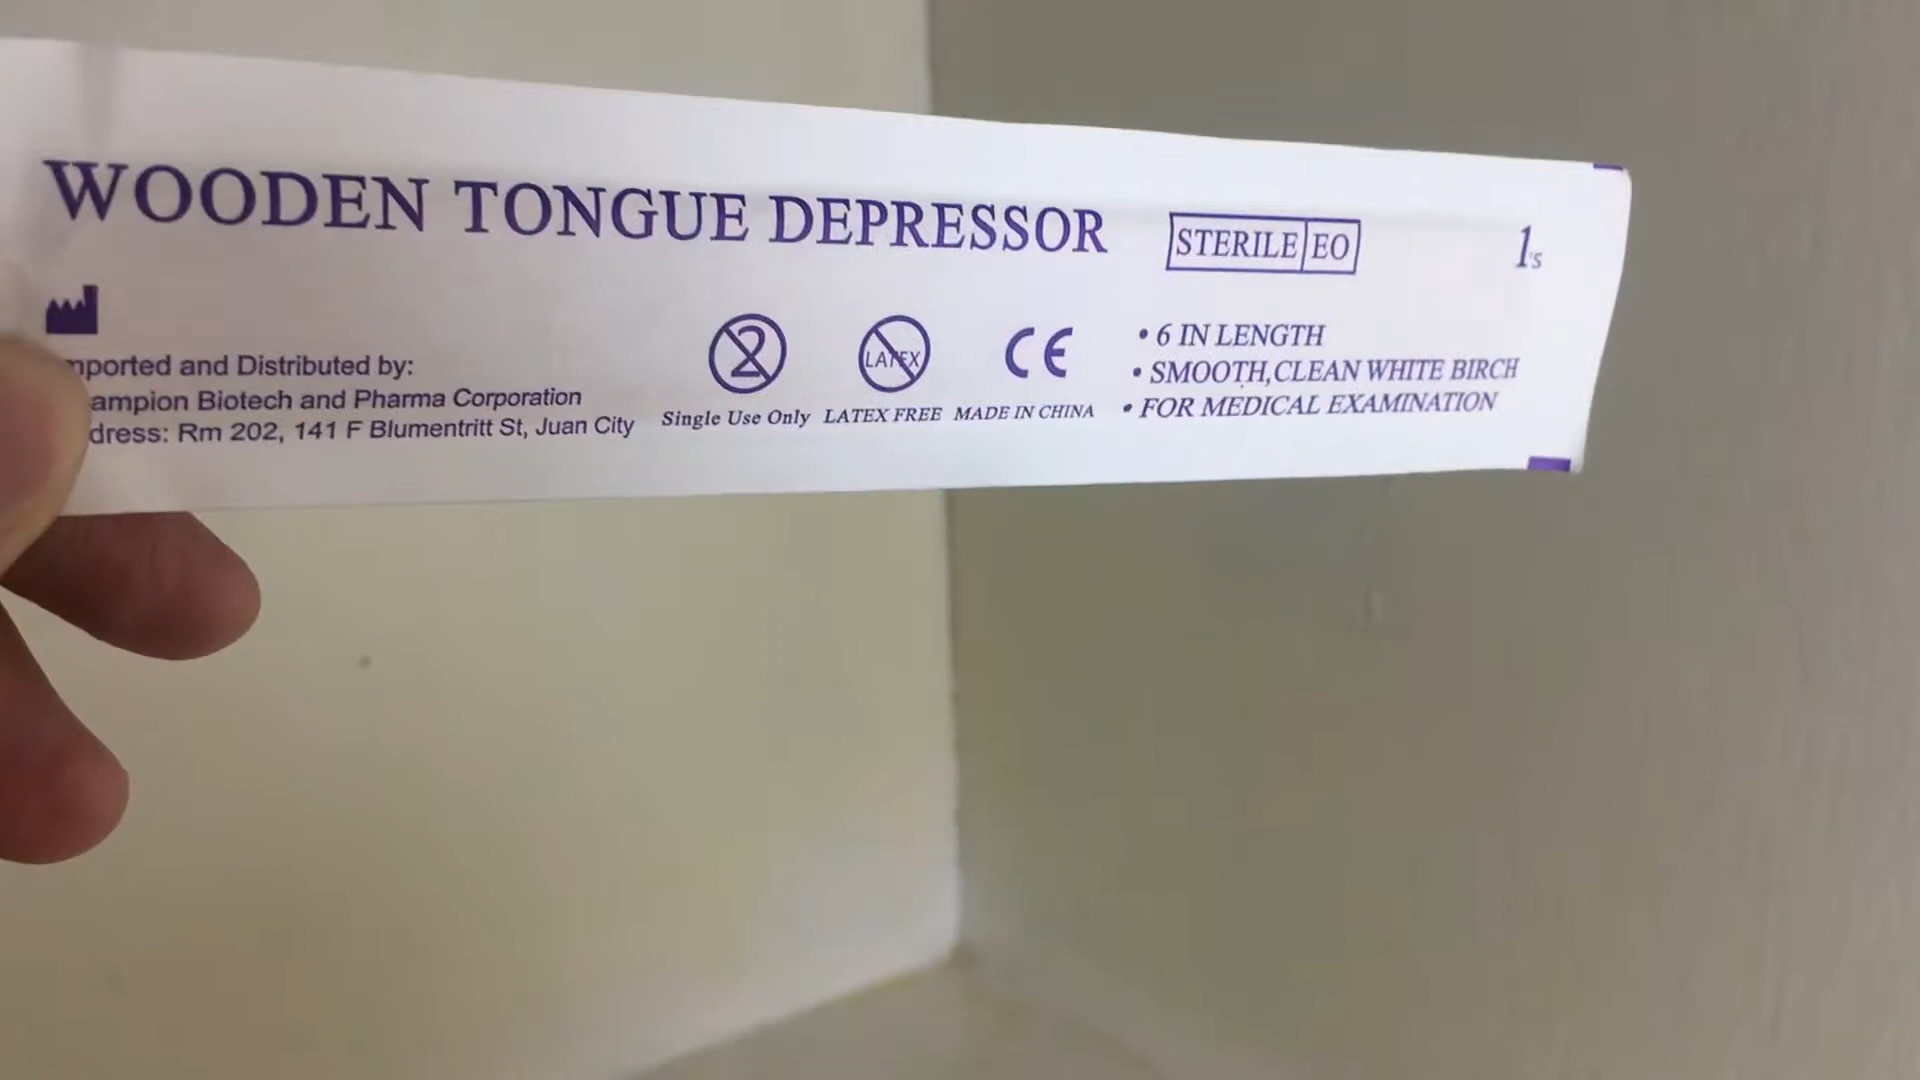 WOODEN TONGUE DEPRESSOR
STERILE EO
1's
mported and Distributed by:
ampion Biotech and Pharma Corporation
dress: Rm 202, 141 F Blumentritt St, Juan City
2
LATEX
CE
Single Use Only
LATEX FREE
MADE IN CHINA
• 6 IN LENGTH
• SMOOTH,CLEAN WHITE BIRCH
• FOR MEDICAL EXAMINATION